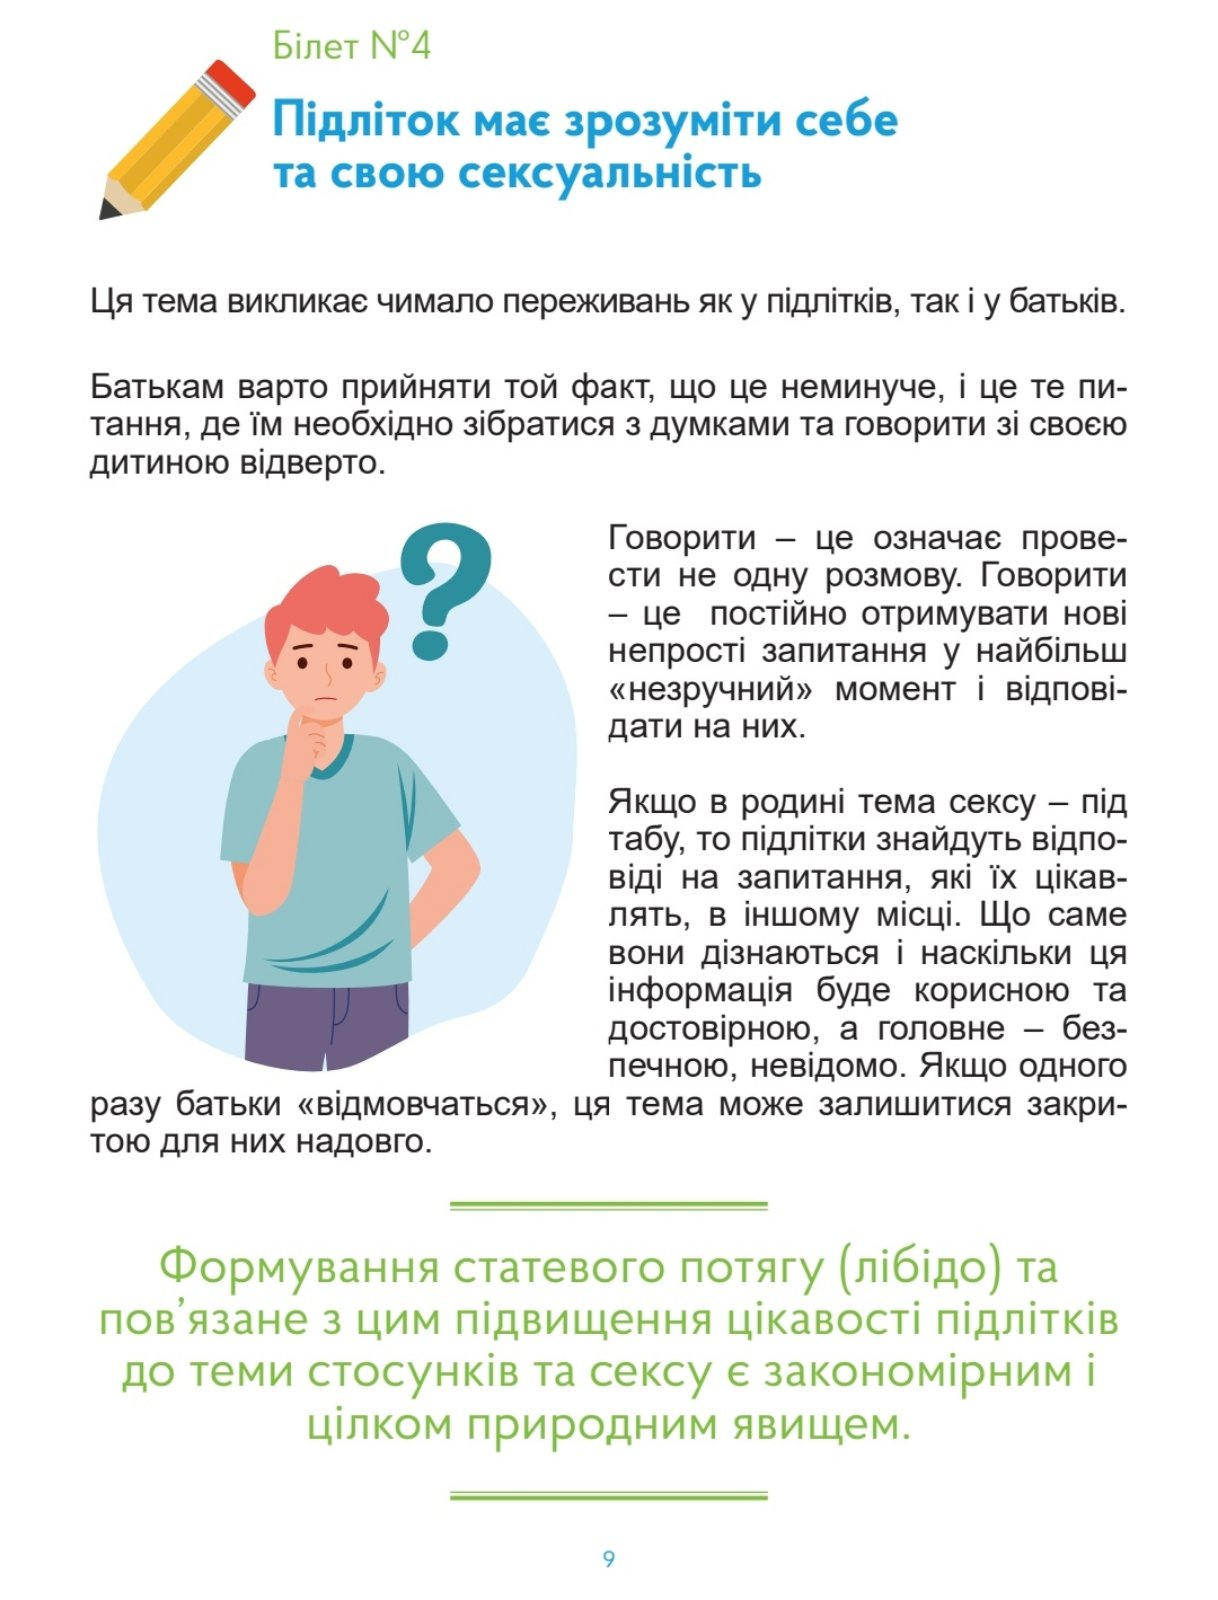 Білет №4
Підліток має зрозуміти себе
та свою сексуальність
Ця тема викликає чимало переживань як у підлітків, так і у батьків.
Батькам варто прийняти той факт, що це неминуче, і це те пи-
тання, де їм необхідно зібратися з думками та говорити зі своєю
дитиною відверто.
?
Говорити – це означає прове-
сти не одну розмову. Говорити
– це постійно отримувати нові
непрості запитання у найбільш
«незручний» момент і відпові-
дати на них.
Якщо в родині тема сексу – під
табу, то підлітки знайдуть відпо-
віді на запитання, які їх цікав-
лять, в іншому місці. Що саме
вони дізнаються і наскільки ця
інформація буде корисною та
достовірною, а головне – без-
печною, невідомо. Якщо одного
разу батьки «відмовчаться», ця тема може залишитися закри-
тою для них надовго.
Формування статевого потягу (лібідо) та
пов’язане з цим підвищення цікавості підлітків
до теми стосунків та сексу є закономірним і
цілком природним явищем.
9